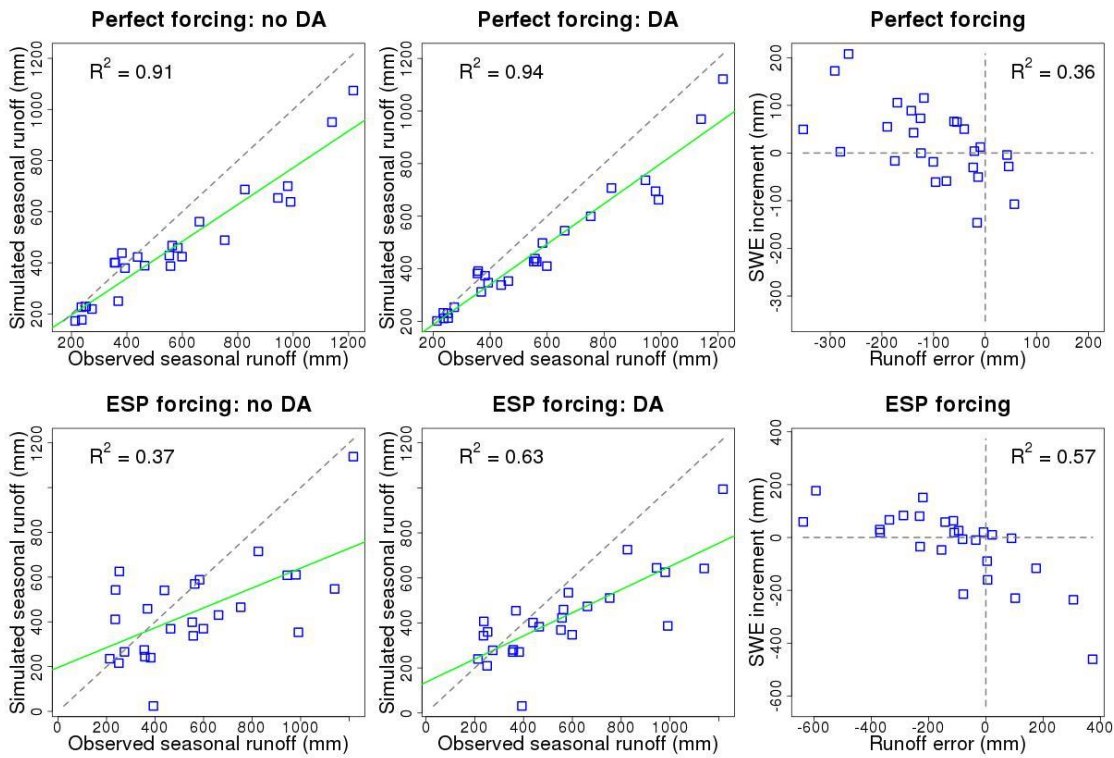 Perfect forcing: no DA
R² = 0.91
Simulated seasonal runoff (mm)
200 400 600 800 1000 1200
200 400 600 800 1000 1200
Observed seasonal runoff (mm)
Perfect forcing: DA
R² = 0.94
Simulated seasonal runoff (mm)
200 400 600 800 1000 1200
200 400 600 800 1000 1200
Observed seasonal runoff (mm)
Perfect forcing
R² = 0.36
SWE increment (mm)
-300 -100 0 100 200
-300 -200 -100 0 100 200
Runoff error (mm)
ESP forcing: no DA
R² = 0.37
Simulated seasonal runoff (mm)
0 200 400 600 800
0 200 400 600 800 1000
Observed seasonal runoff (mm)
ESP forcing: DA
R² = 0.63
Simulated seasonal runoff (mm)
0 200 400 600 800
0 200 400 600 800 1000
Observed seasonal runoff (mm)
ESP forcing
R² = 0.57
SWE increment (mm)
-600 -400 -200 0 200 400
-600 -400 -200 0 200 400
Runoff error (mm)